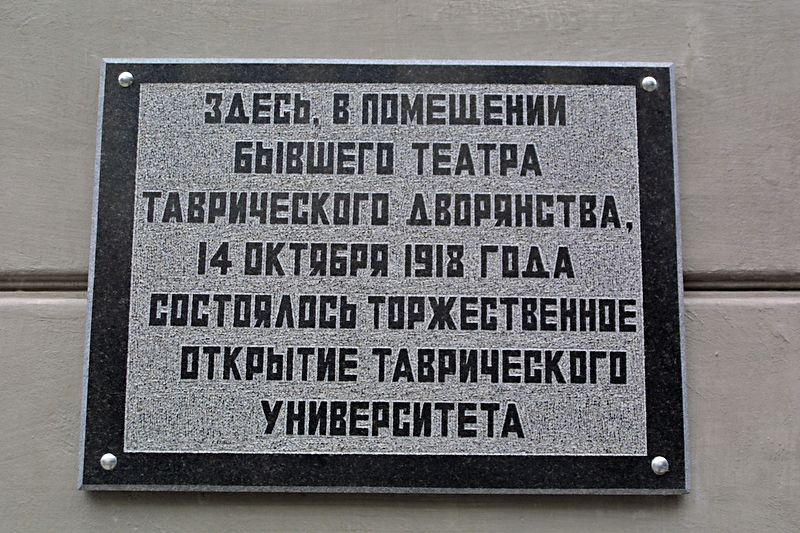 ЗДЕСЬ, В ПОМЕЩЕНИИ
БЫВШЕГО ТЕАТРА
ТАВРИЧЕСКОГО ДВОРЯНСТВА,
14 ОКТЯБРЯ 1918 ГОДА
СОСТОЯЛОСЬ ТОРЖЕСТВЕННОЕ
ОТКРЫТИЕ ТАВРИЧЕСКОГО
УНИВЕРСИТЕТА